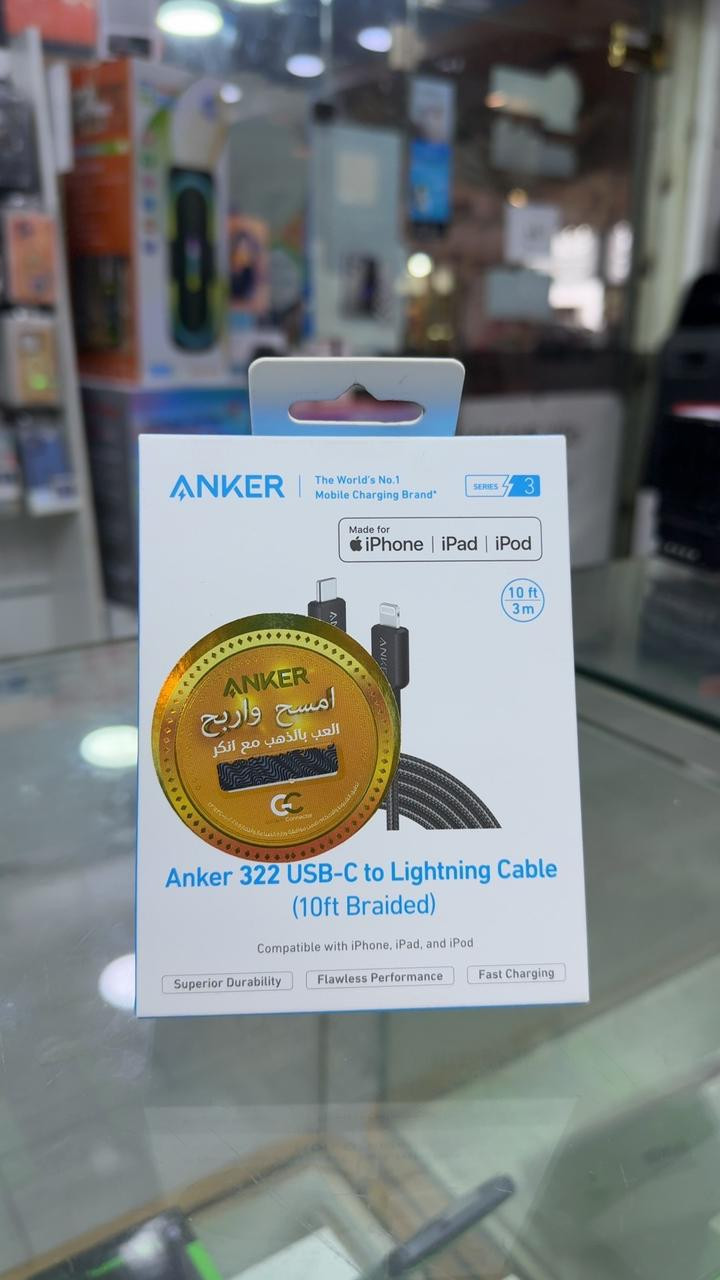 ANKER
The World's No.1
Mobile Charging Brand*
SERIES 3
Made for
iPhone | iPad | iPod
10 ft
3m
ANKER
امسح واربح
العب بالذهب مع انكر
GC
Connector
Anker 322 USB-C to Lightning Cable
(10ft Braided)
Compatible with iPhone, iPad, and iPod
Superior Durability
Flawless Performance
Fast Charging